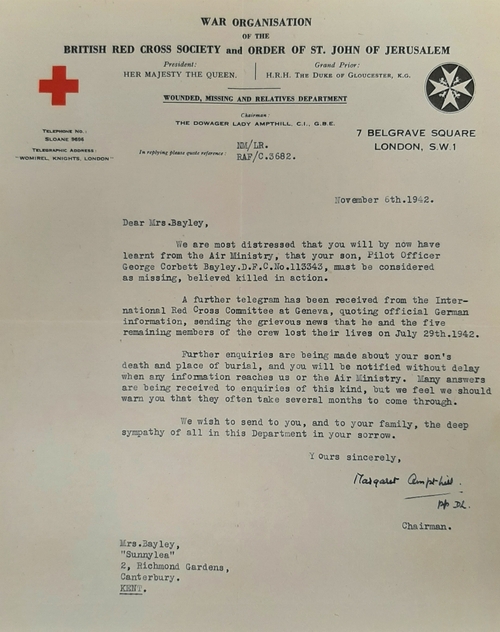 WAR ORGANISATION
OF THE
BRITISH RED CROSS SOCIETY and ORDER OF ST. JOHN OF JERUSALEM
President:
HER MAJESTY THE QUEEN.
Grand Prior:
H.R.H. The Duke of Gloucester, K.G.
WOUNDED, MISSING AND RELATIVES DEPARTMENT
Chairman:
THE DOWAGER LADY AMPTHILL, C.I., G.B.E.
Telephone No:
SLOANE 9696
Telegraphic Address:
"WOMIREL, KNIGHTS, LONDON"
In replying please quote reference:
NM/LR.
RAF/C.3682.
7 BELGRAVE SQUARE
LONDON, S.W.1
November 6th.1942.
Dear Mrs.Bayley,
We are most distressed that you will by now have
learnt from the Air Ministry, that your son, Pilot Officer
George Corbett Bayley.D.F.C.No.113343, must be considered
as missing, believed killed in action.
A further telegram has been received from the Inter-
national Red Cross Committee at Geneva, quoting official German
information, sending the grievous news that he and the five
remaining members of the crew lost their lives on July 29th.1942.
Further enquiries are being made about your son's
death and place of burial, and you will be notified without delay
when any information reaches us or the Air Ministry. Many answers
are being received to enquiries of this kind, but we feel we should
warn you that they often take several months to come through.
We wish to send to you, and to your family, the deep
sympathy of all in this Department in your sorrow.
Yours sincerely,
Margaret Ampthill.
Chairman.
Mrs.Bayley,
"Sunnylea"
2, Richmond Gardens,
Canterbury.
KENT.